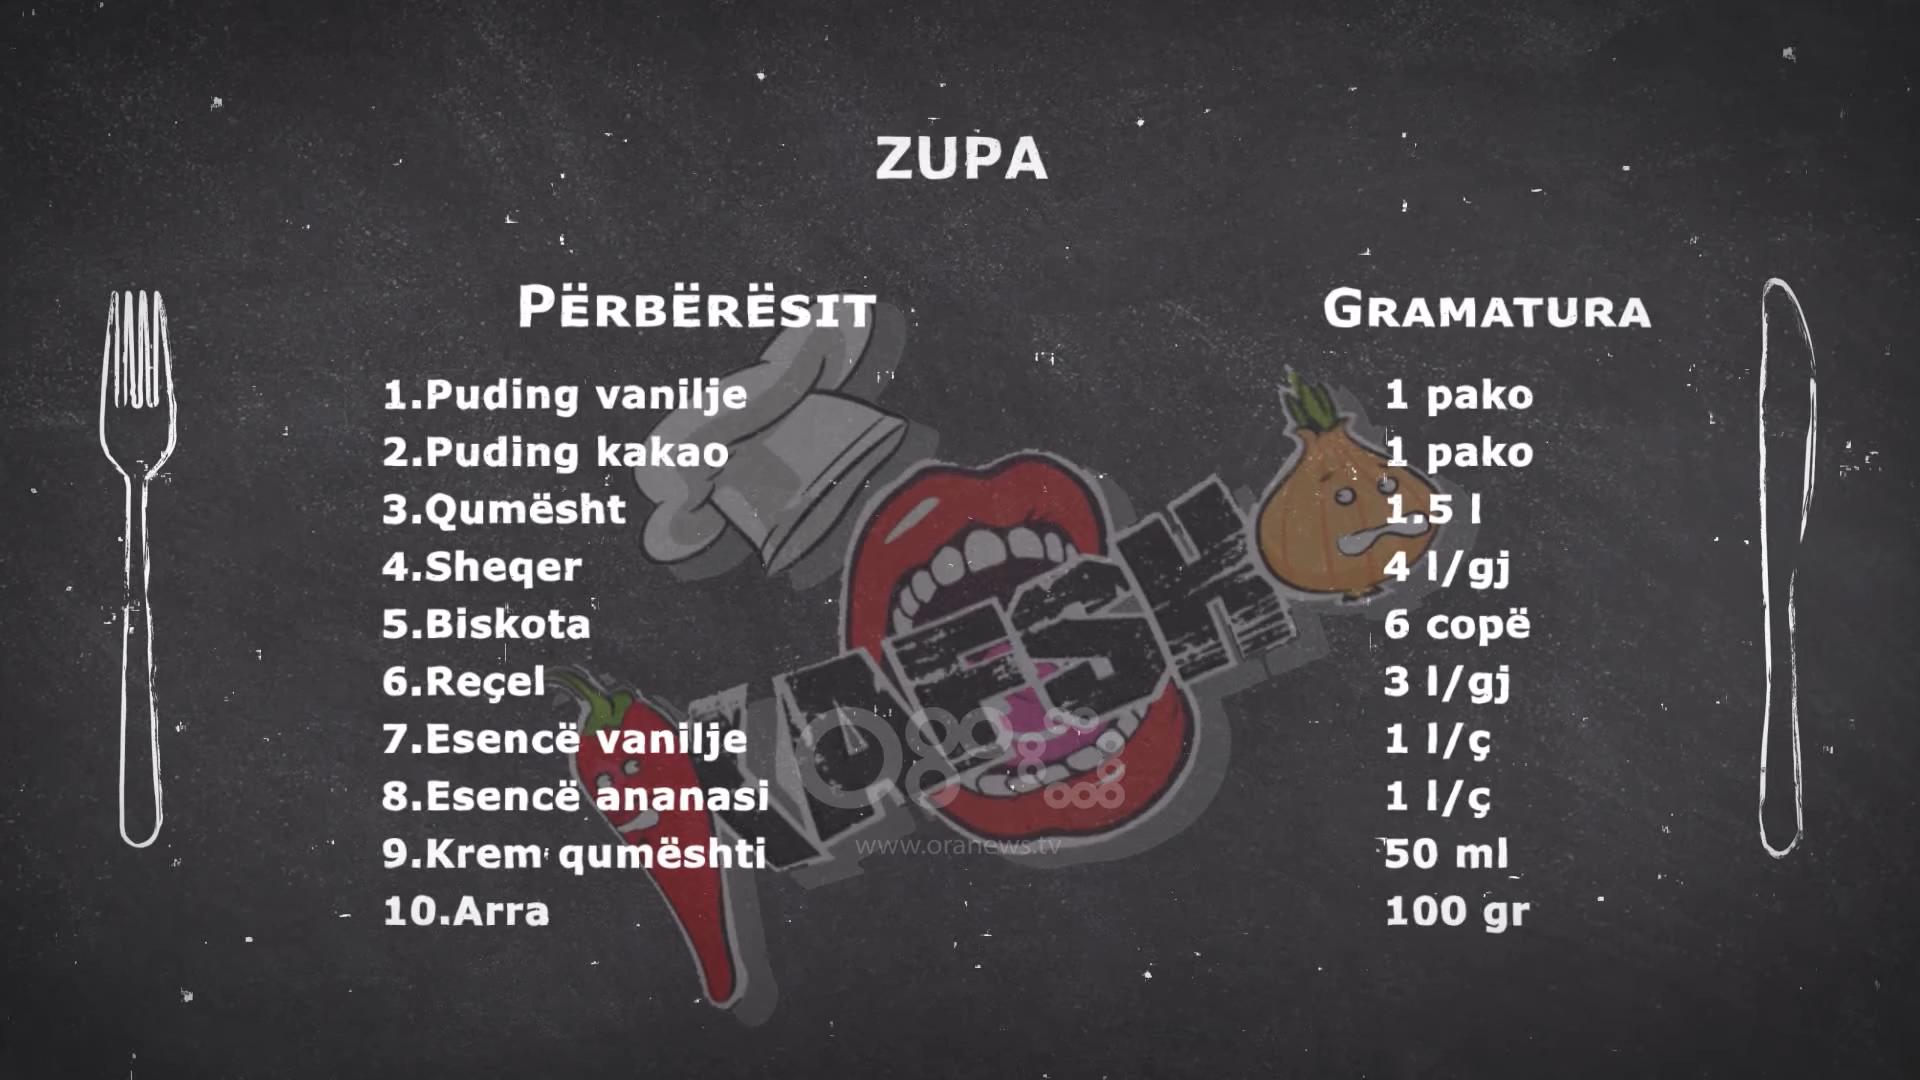 ZUPA
PËRBËRËSIT GRAMATURA
1.Puding vanilje 1 pako
2.Puding kakao 1 pako
3.Qumësht 1.5 l
4.Sheqer 4 l/gj
5.Biskota 6 copë
6.Reçel 3 l/gj
7.Esencë vanilje 1 l/ç
8.Esencë ananasi 1 l/ç
9.Krem qumështi 50 ml
10.Arra 100 gr
KAFSHO
www.oranews.tv